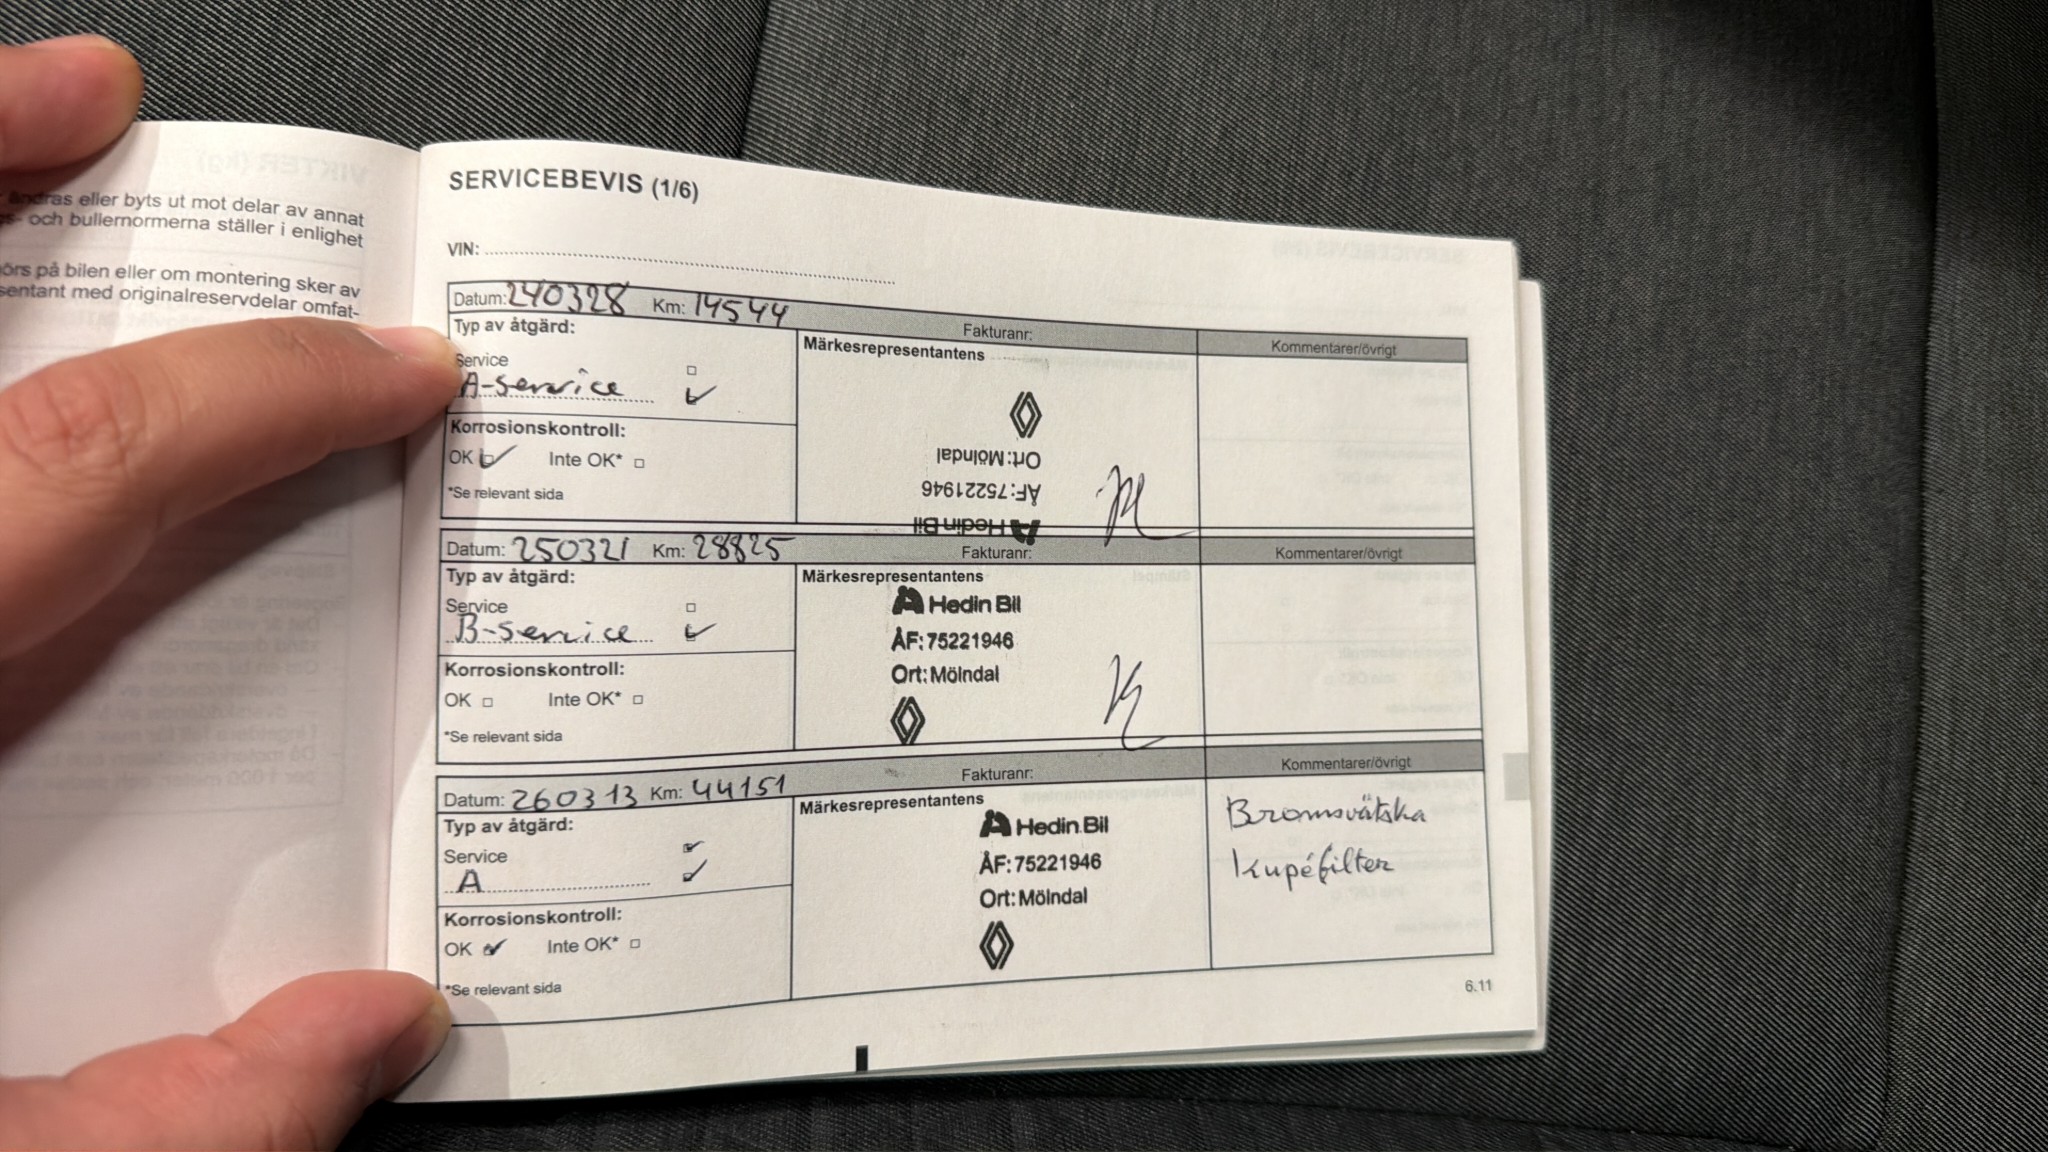 ändras eller byts ut mot delar av annat
och bullernormerna ställer i enlighet
på bilen eller om montering sker av
med originalreservdelar omfat-
SERVICEBEVIS (1/6)
VIN:
Datum: 240328 Km: 14544 Fakturanr: Kommentarer/övrigt
Typ av åtgärd:
Märkesrepresentantens
Service
A-service
Korrosionskontroll:
OK Inte OK*
*Se relevant sida
Hedin Bil
ÅF: 75221946
Ort: Mölndal
Datum: 250321 Km: 28825 Fakturanr: Kommentarer/övrigt
Typ av åtgärd:
Märkesrepresentantens
Service
B-service
Korrosionskontroll:
OK Inte OK*
*Se relevant sida
Hedin Bil
ÅF: 75221946
Ort: Mölndal
Datum: 260313 Km: 44151 Fakturanr: Kommentarer/övrigt
Typ av åtgärd:
Märkesrepresentantens
Service
A
Korrosionskontroll:
OK Inte OK*
*Se relevant sida
Hedin Bil
ÅF: 75221946
Ort: Mölndal
Bromsvätska
Kupéfilter
6.11